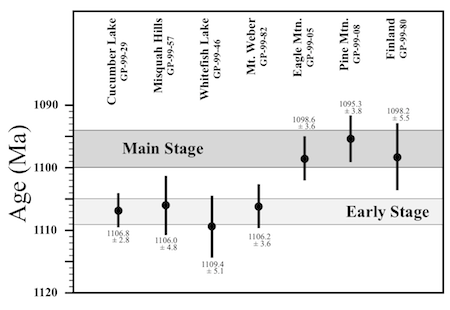 Cucumber Lake
GP-99-29
Misquah Hills
GP-99-57
Whitefish Lake
GP-99-46
Mt. Weber
GP-99-82
Eagle Mtn.
GP-99-05
Pine Mtn.
GP-99-08
Finland
GP-99-80
Age (Ma)
1090
1100
1110
1120
Main Stage
Early Stage
1106.8
± 2.8
1106.0
± 4.8
1109.4
± 5.1
1106.2
± 3.6
1098.6
± 3.6
1095.3
± 3.8
1098.2
± 5.5